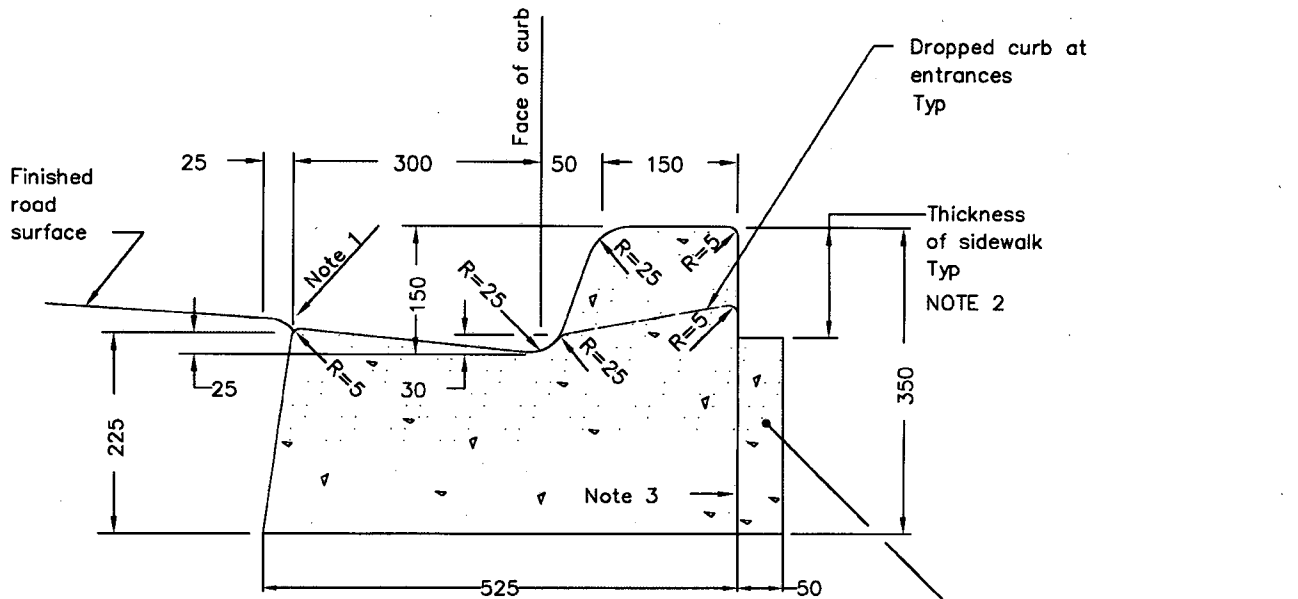 Face of curb
Dropped curb at
entrances
Typ
25
300
50
150
Finished
road
surface
Thickness
of sidewalk
Typ
NOTE 2
Note 1
150
R=25
R=25
R=5
R=5
R=25
R=5
25
30
350
225
Note 3
525
50